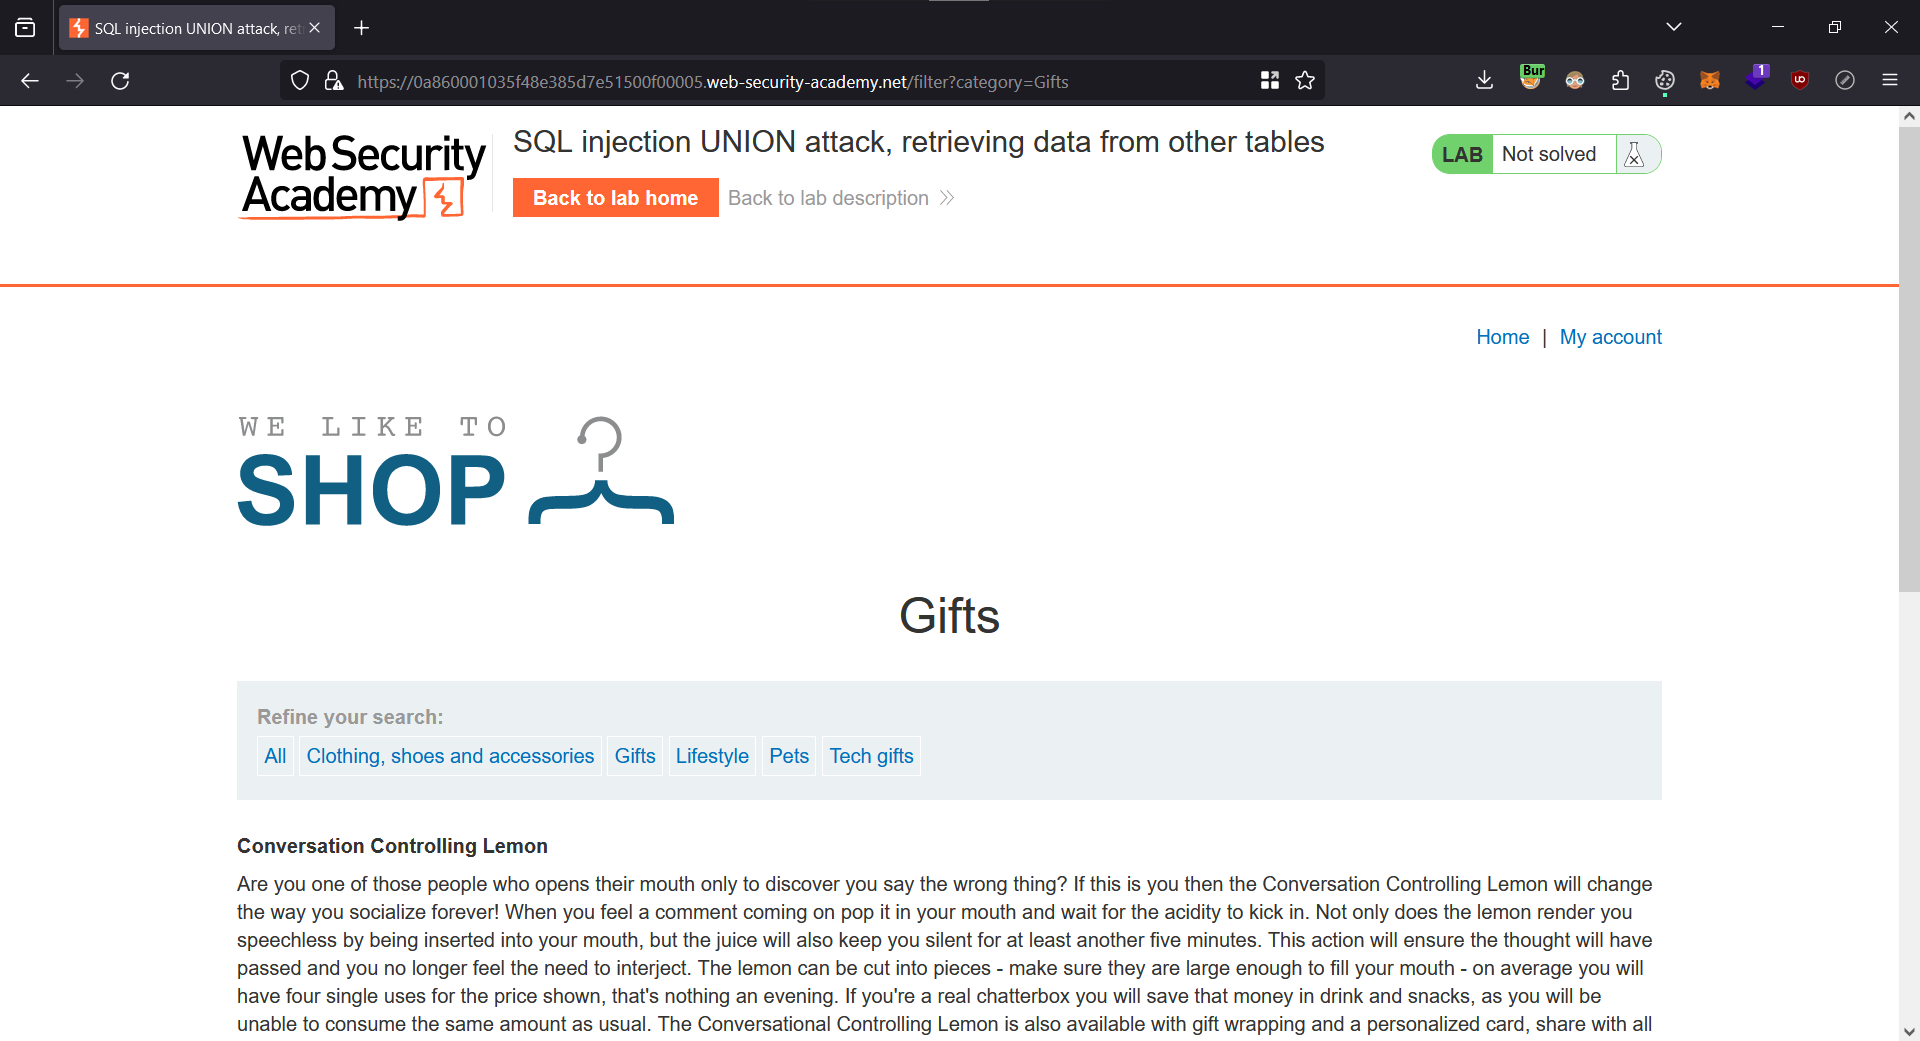 SQL injection UNION attack, ret
https://0a860001035f48e385d7e51500f00005.web-security-academy.net/filter?category=Gifts
Bur
1
WebSecurity
Academy
SQL injection UNION attack, retrieving data from other tables
Back to lab home
Back to lab description
LAB Not solved
Home | My account
WE LIKE TO
SHOP
Gifts
Refine your search:
All Clothing, shoes and accessories Gifts Lifestyle Pets Tech gifts
Conversation Controlling Lemon
Are you one of those people who opens their mouth only to discover you say the wrong thing? If this is you then the Conversation Controlling Lemon will change
the way you socialize forever! When you feel a comment coming on pop it in your mouth and wait for the acidity to kick in. Not only does the lemon render you
speechless by being inserted into your mouth, but the juice will also keep you silent for at least another five minutes. This action will ensure the thought will have
passed and you no longer feel the need to interject. The lemon can be cut into pieces - make sure they are large enough to fill your mouth - on average you will
have four single uses for the price shown, that's nothing an evening. If you're a real chatterbox you will save that money in drink and snacks, as you will be
unable to consume the same amount as usual. The Conversational Controlling Lemon is also available with gift wrapping and a personalized card, share with all